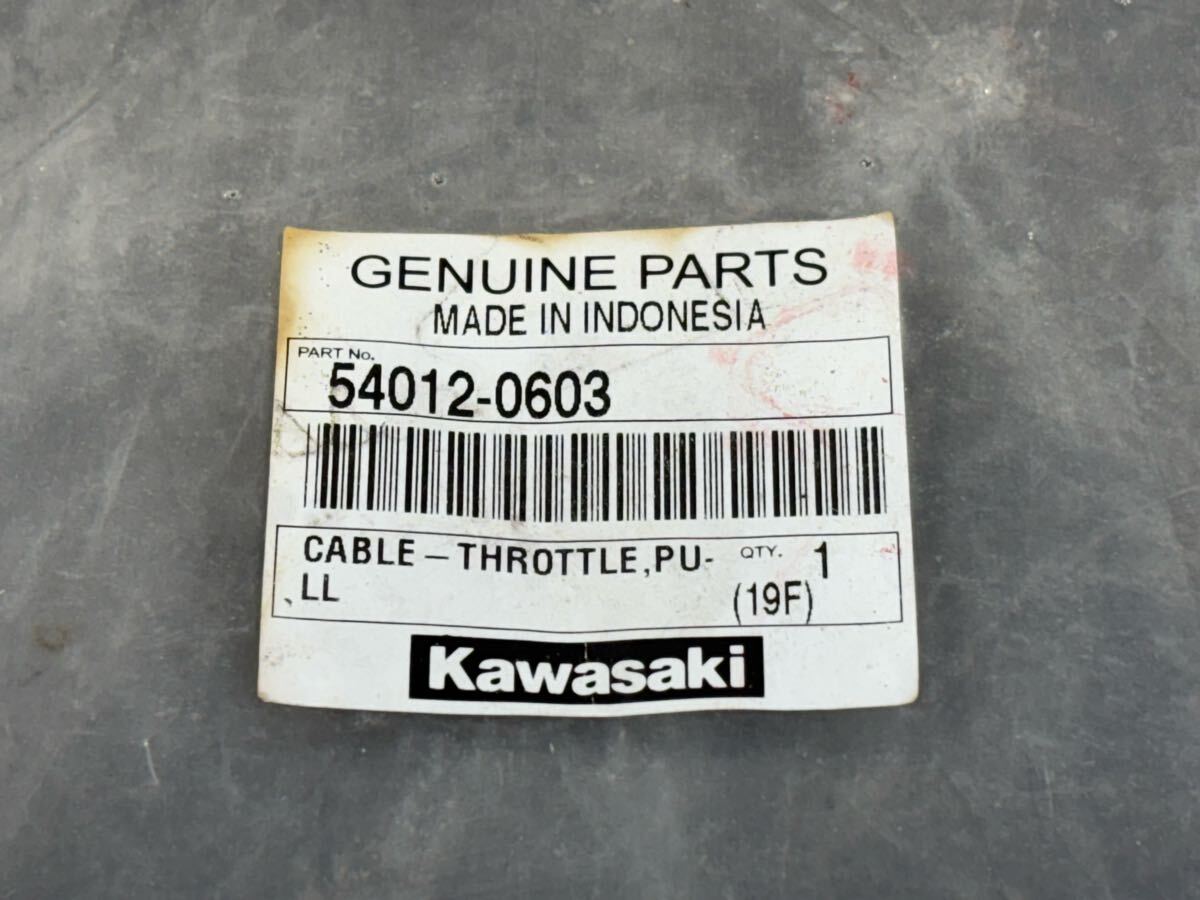 GENUINE PARTS
MADE IN INDONESIA
PART No.
54012-0603
CABLE – THROTTLE,PU-
LL
QTY. 1
(19F)
Kawasaki